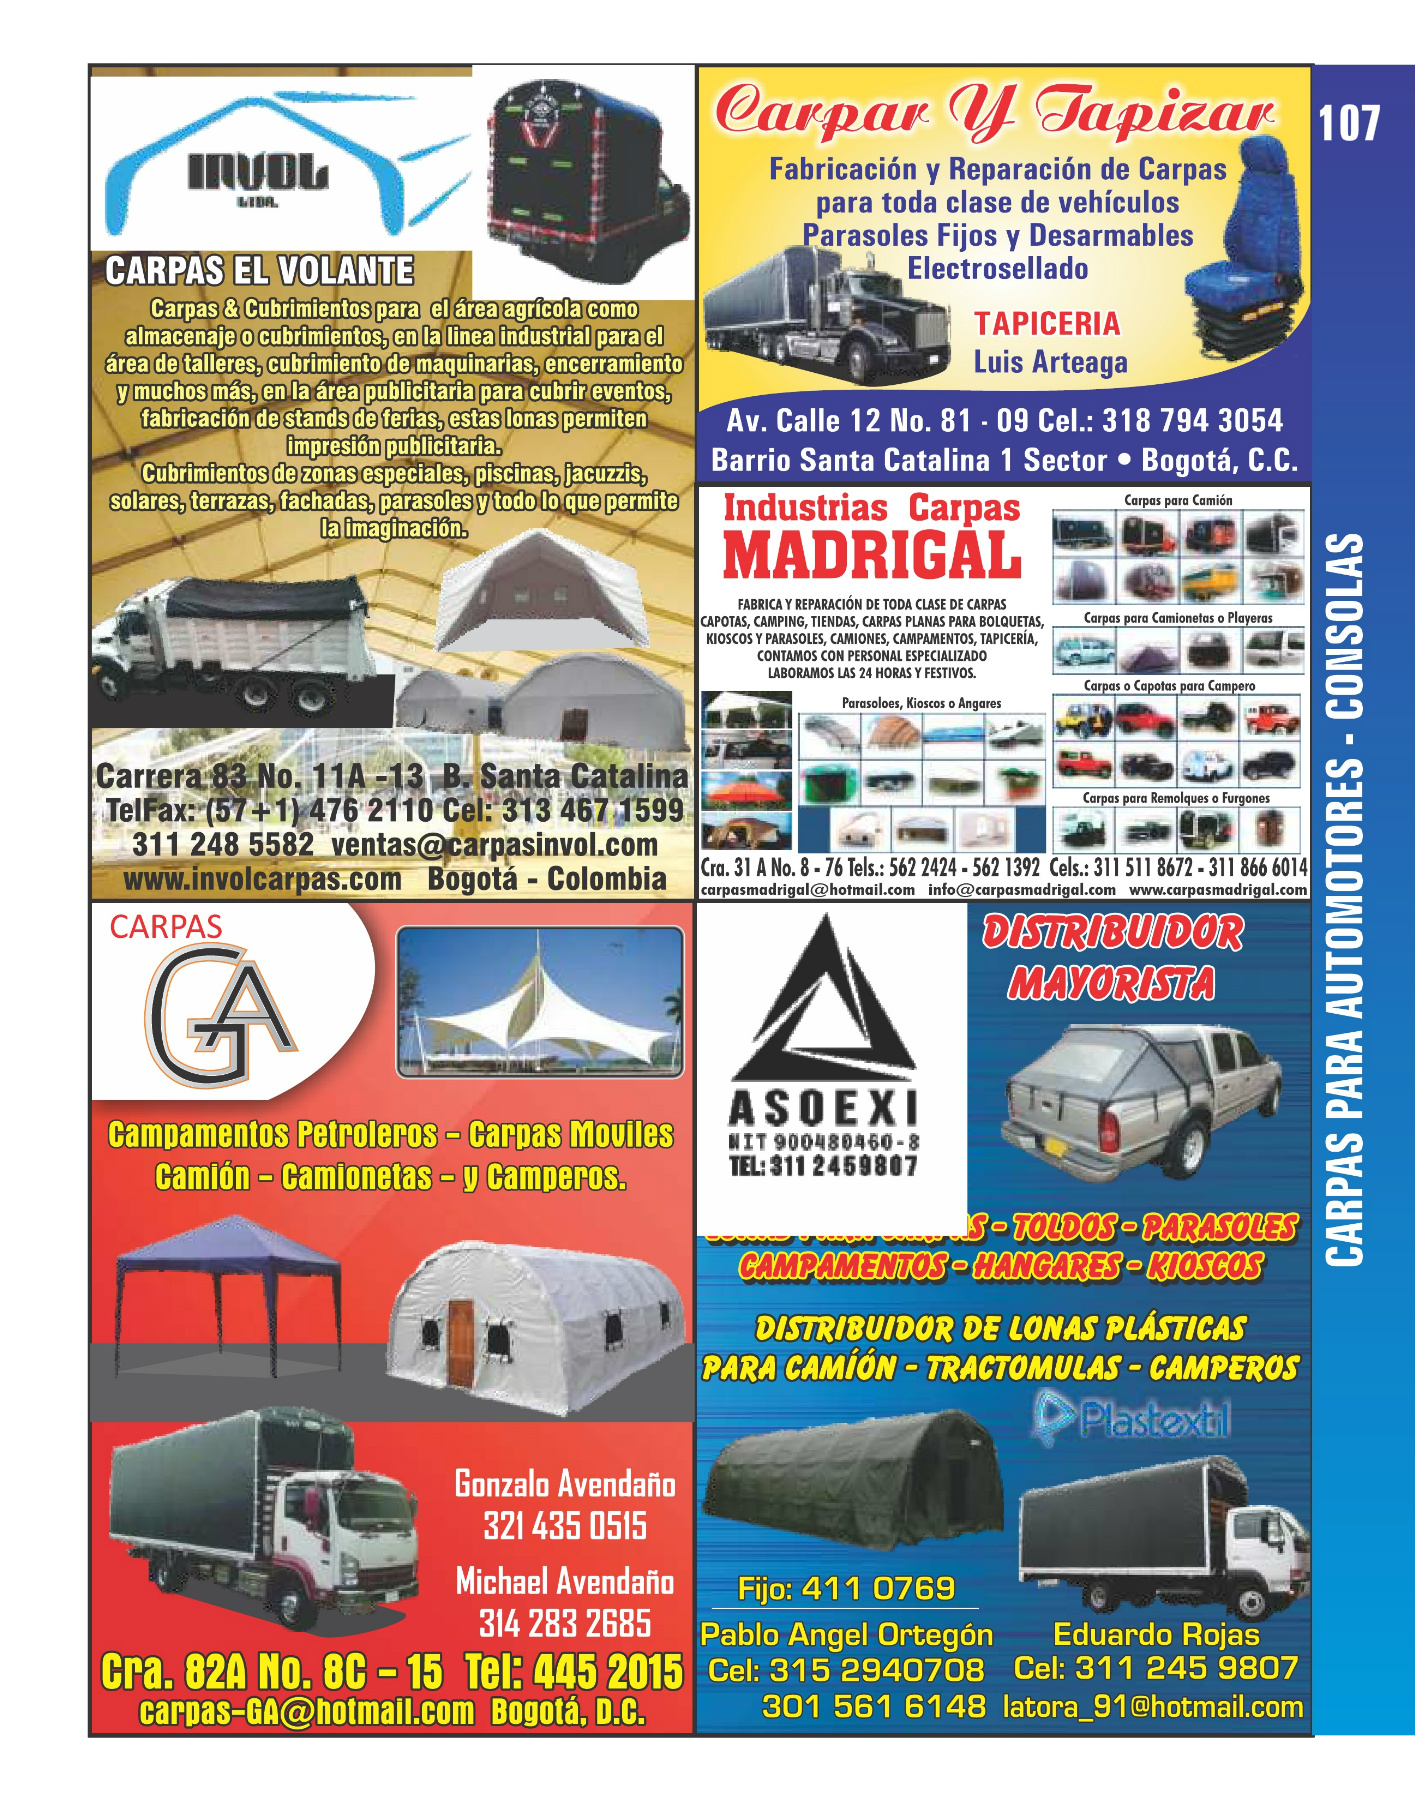 INVOL
LTDA.
CARPAS EL VOLANTE
Carpas & Cubrimientos para el área agrícola como
almacenaje o cubrimientos, en la linea industrial para el
área de talleres, cubrimiento de maquinarias, encerramiento
y muchos más, en la área publicitaria para cubrir eventos,
fabricación de stands de ferias, estas lonas permiten
impresión publicitaria.
Cubrimientos de zonas especiales, piscinas, jacuzzis,
solares, terrazas, fachadas, parasoles y todo lo que permite
la imaginación.
Carrera 83 No. 11A -13 B. Santa Catalina
TelFax: (57+1) 476 2110 Cel: 313 467 1599
311 248 5582 ventas@carpasinvol.com
www.involcarpas.com Bogotá - Colombia
Carpar Y Tapizar
Fabricación y Reparación de Carpas
para toda clase de vehículos
Parasoles Fijos y Desarmables
Electrosellado
TAPICERIA
Luis Arteaga
Av. Calle 12 No. 81 - 09 Cel.: 318 794 3054
Barrio Santa Catalina 1 Sector • Bogotá, C.C.
Industrias Carpas
MADRIGAL
FABRICA Y REPARACIÓN DE TODA CLASE DE CARPAS
CAPOTAS, CAMPING, TIENDAS, CARPAS PLANAS PARA BOLQUETAS,
KIOSCOS Y PARASOLES, CAMIONES, CAMPAMENTOS, TAPICERÍA,
CONTAMOS CON PERSONAL ESPECIALIZADO
LABORAMOS LAS 24 HORAS Y FESTIVOS.
Parasoloes, Kioscos o Angares
Carpas para Camión
Carpas para Camionetas o Playeras
Carpas o Capotas para Campero
Carpas para Remolques o Furgones
Cra. 31 A No. 8 - 76 Tels.: 562 2424 - 562 1392 Cels.: 311 511 8672 - 311 866 6014
carpasmadrigal@hotmail.com info@carpasmadrigal.com www.carpasmadrigal.com
CARPAS
GA
Campamentos Petroleros - Carpas Moviles
Camión - Camionetas - y Camperos.
Gonzalo Avendaño
321 435 0515
Michael Avendaño
314 283 2685
Cra. 82A No. 8C - 15 Tel: 445 2015
carpas-GA@hotmail.com Bogotá, D.C.
ASOEXI
NIT 900480460-8
TEL: 311 2459807
DISTRIBUIDOR
MAYORISTA
S - TOLDOS - PARASOLES
CAMPAMENTOS - HANGARES - KIOSCOS
DISTRIBUIDOR DE LONAS PLÁSTICAS
PARA CAMÍÓN - TRACTOMULAS - CAMPEROS
Plastextil
Fijo: 411 0769
Pablo Angel Ortegón
Cel: 315 2940708
301 561 6148
Eduardo Rojas
Cel: 311 245 9807
latora_91@hotmail.com
107
CARPAS PARA AUTOMOTORES - CONSOLAS